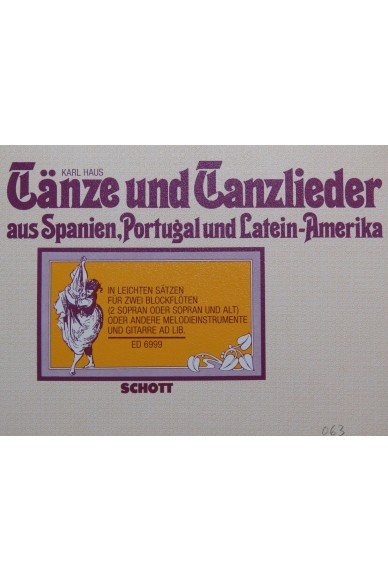 KARL HAUS
Tänze und Tanzlieder
aus Spanien, Portugal und Latein-Amerika
IN LEICHTEN SÄTZEN
FÜR ZWEI BLOCKFLÖTEN
(2 SOPRAN ODER SOPRAN UND ALT)
ODER ANDERE MELODIEINSTRUMENTE
UND GITARRE AD LIB.
ED 6999
SCHOTT
063